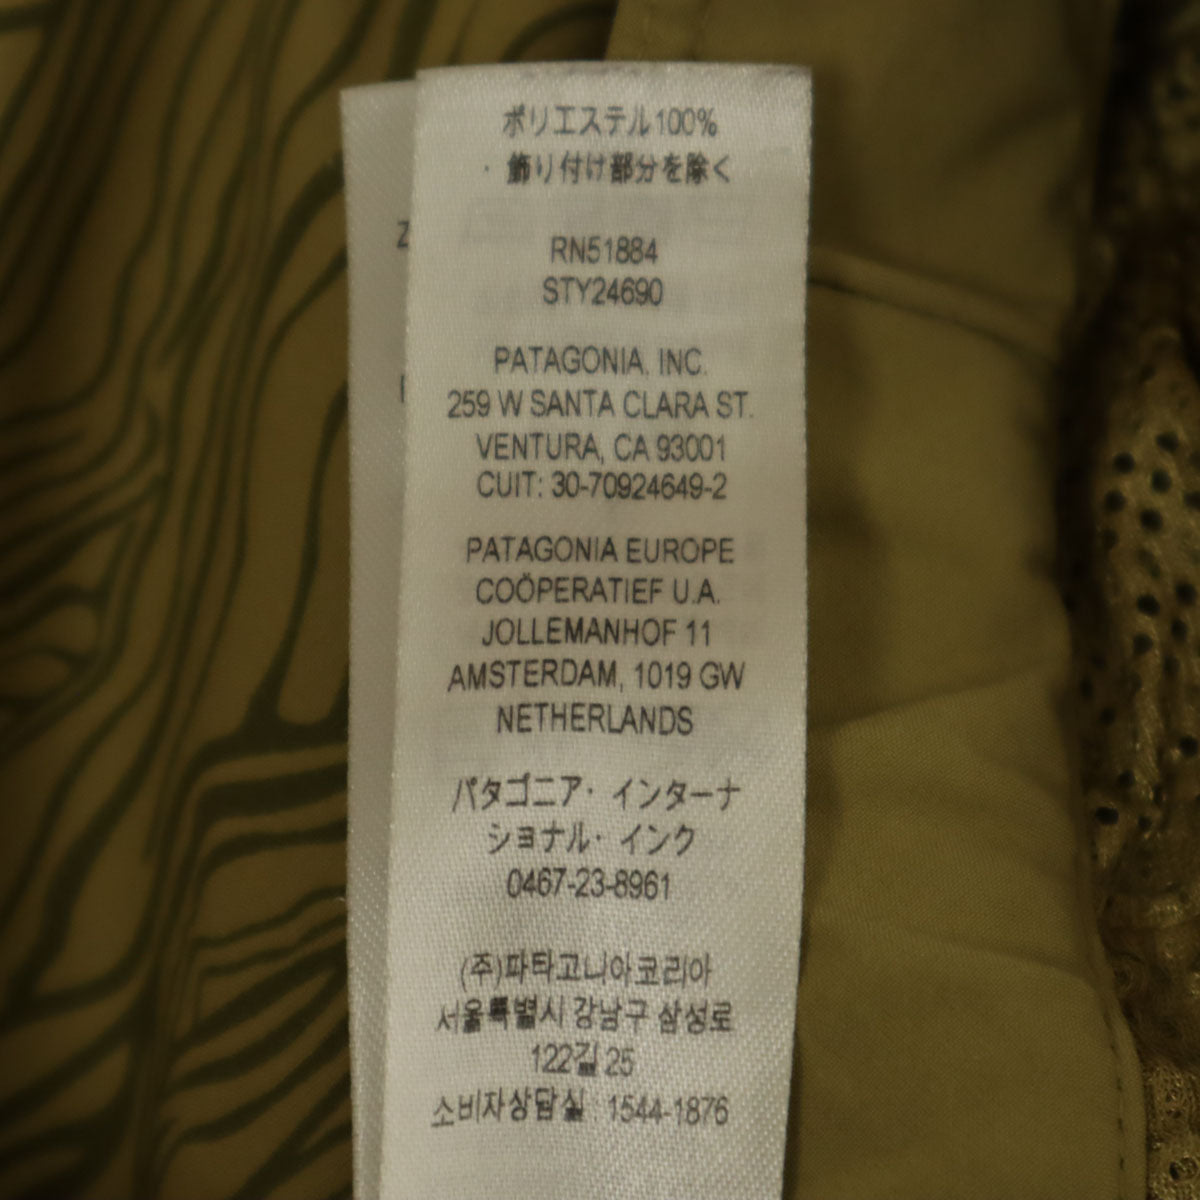 ポリエステル100%
・飾り付け部分を除く
RN51884
STY24690
PATAGONIA, INC.
259 W SANTA CLARA ST.
VENTURA, CA 93001
CUIT: 30-70924649-2
PATAGONIA EUROPE
COÖPERATIEF U.A.
JOLLEMANHOF 11
AMSTERDAM, 1019 GW
NETHERLANDS
パタゴニア・インターナ
ショナル・インク
0467-23-8961
(주)파타고니아코리아
서울특별시 강남구 삼성로
122길 25
소비자상담실 : 1544-1876